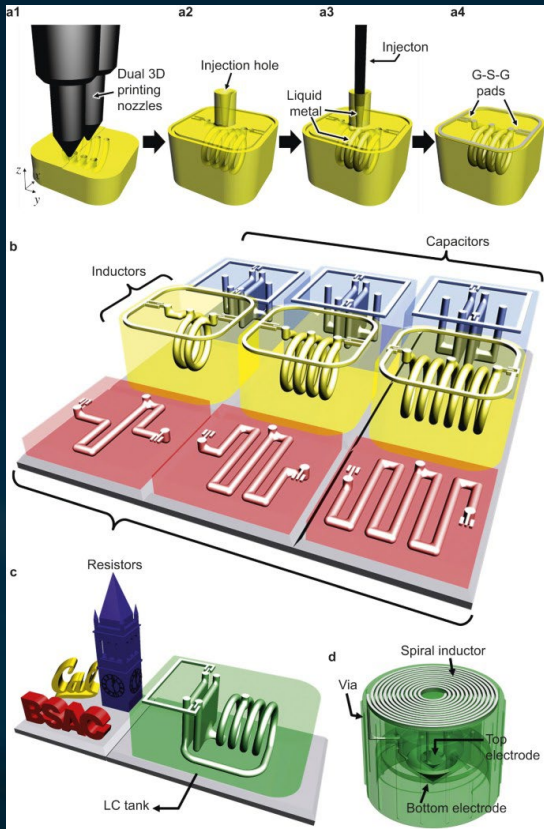 a1
a2
a3
a4
Dual 3D
printing
nozzles
Injection hole
Injecton
Liquid
metal
G-S-G
pads
z
x
y
b
Inductors
Capacitors
Resistors
c
Cal
BSAC
LC tank
d
Spiral inductor
Via
Top
electrode
Bottom electrode